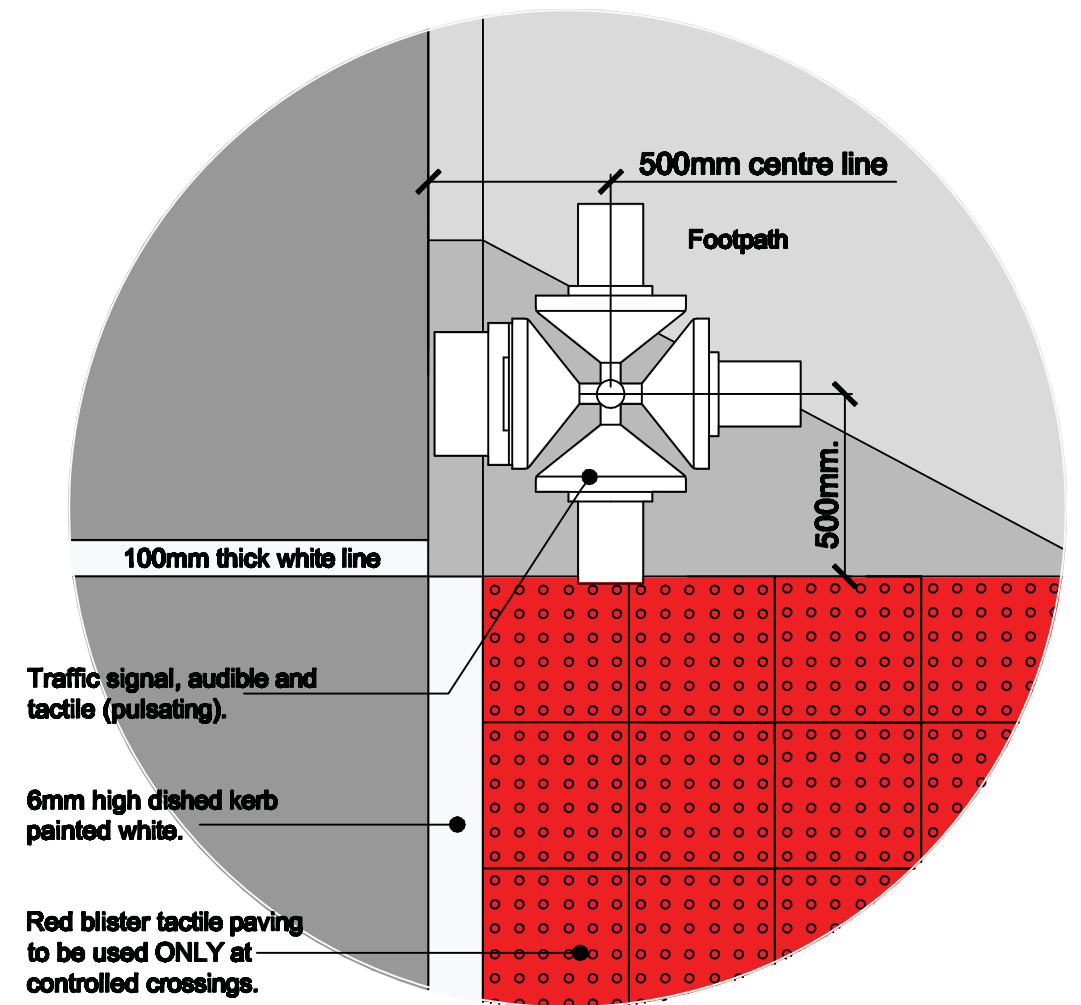 500mm centre line
Footpath
500mm.
100mm thick white line
Traffic signal, audible and
tactile (pulsating).
6mm high dished kerb
painted white.
Red blister tactile paving
to be used ONLY at
controlled crossings.